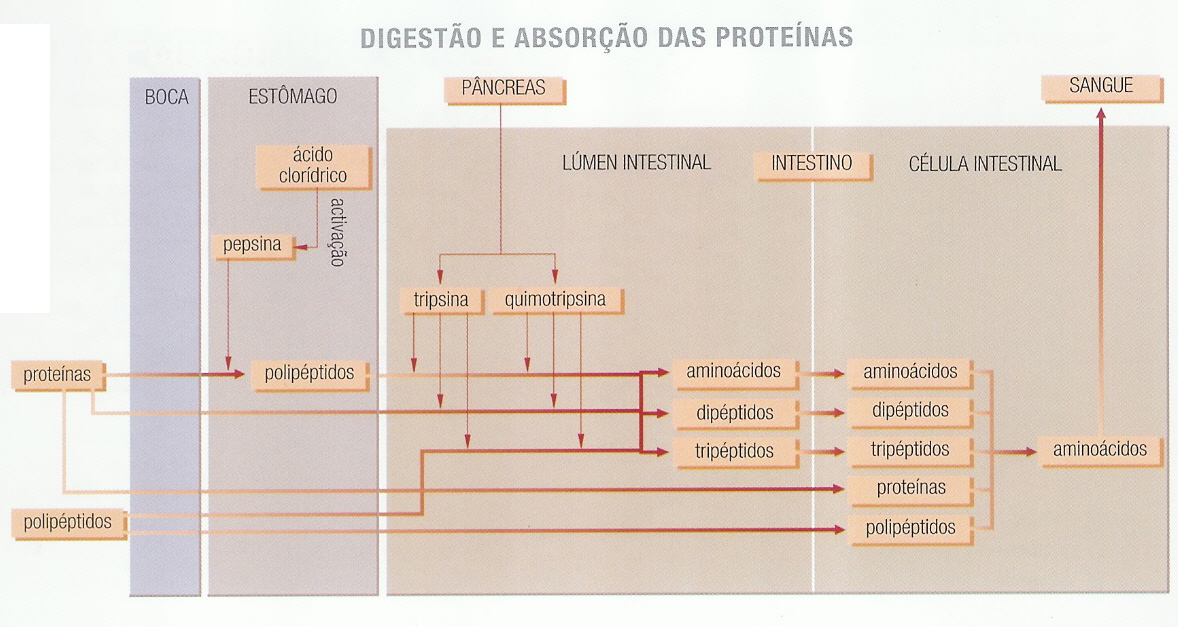 DIGESTÃO E ABSORÇÃO DAS PROTEÍNAS
BOCA
ESTÔMAGO
PÂNCREAS
SANGUE
LÚMEN INTESTINAL
INTESTINO
CÉLULA INTESTINAL
ácido
clorídrico
activação
pepsina
tripsina
quimotripsina
proteínas
polipéptidos
aminoácidos
aminoácidos
dipéptidos
dipéptidos
tripéptidos
tripéptidos
aminoácidos
proteínas
polipéptidos
polipéptidos